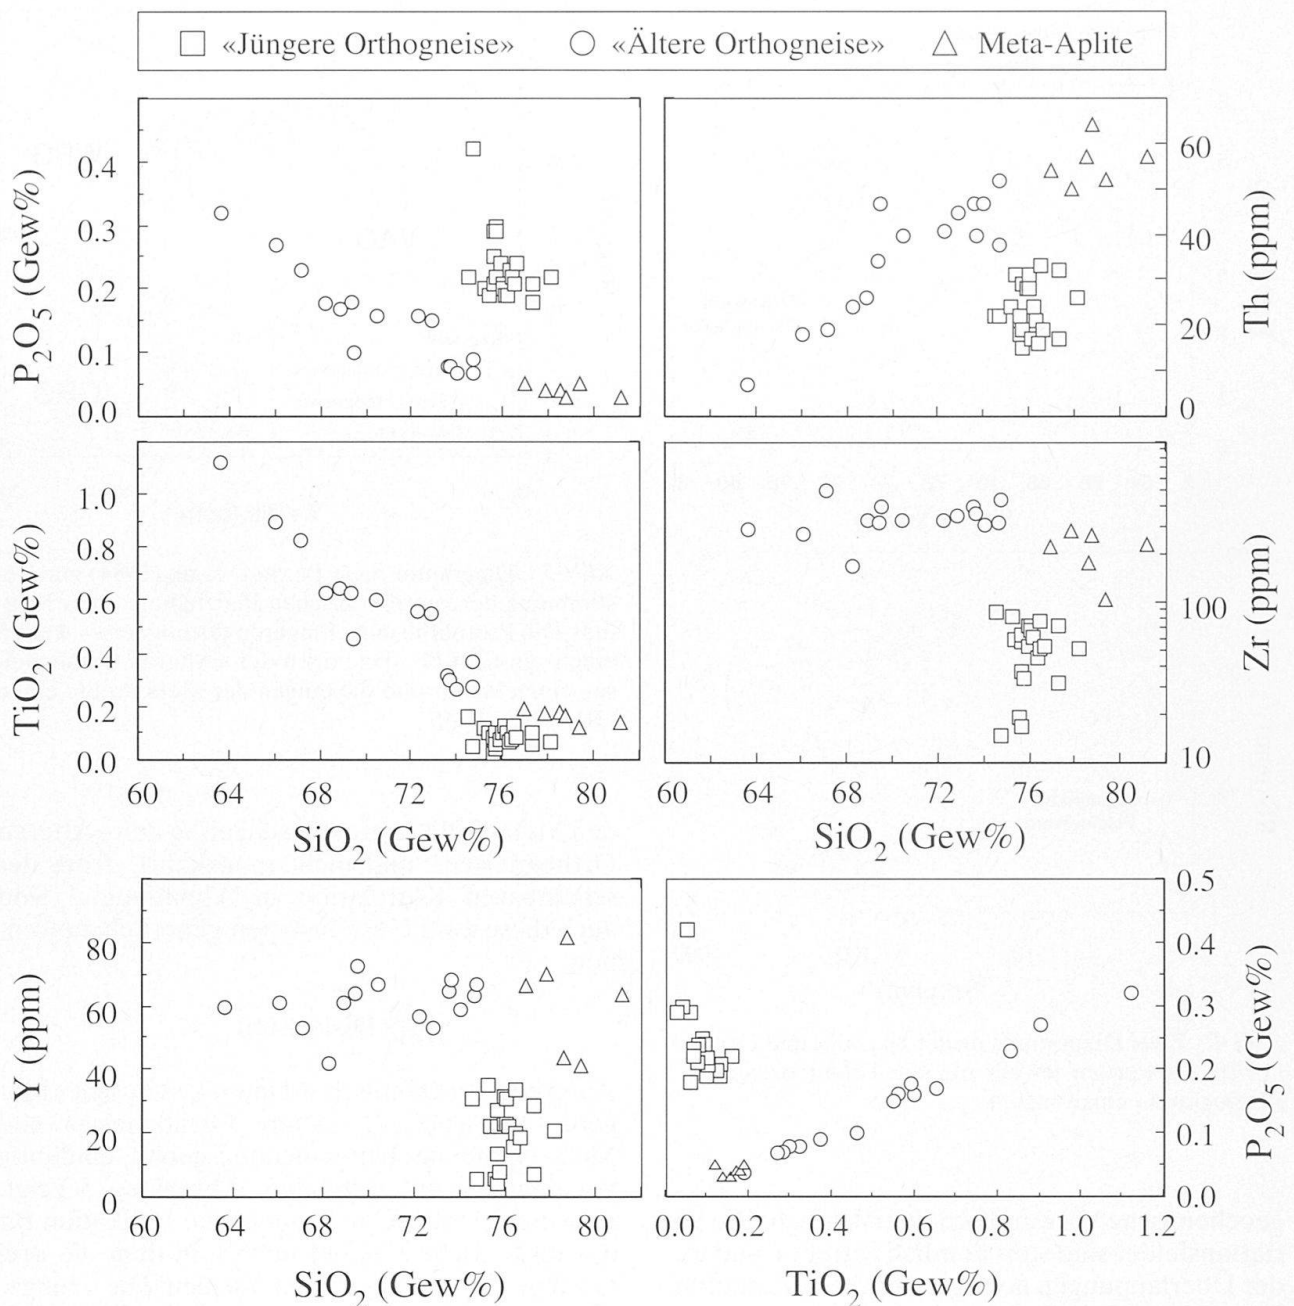 «Jüngere Orthogneise» «Ältere Orthogneise» Meta-Aplite
P2O5 (Gew%)
0.4
0.3
0.2
0.1
0.0
Th (ppm)
60
40
20
0
TiO2 (Gew%)
1.0
0.8
0.6
0.4
0.2
0.0
60 64 68 72 76 80
SiO2 (Gew%)
Zr (ppm)
100
10
60 64 68 72 76 80
SiO2 (Gew%)
Y (ppm)
80
60
40
20
0
60 64 68 72 76 80
SiO2 (Gew%)
P2O5 (Gew%)
0.5
0.4
0.3
0.2
0.1
0.0
0.0 0.2 0.4 0.6 0.8 1.0 1.2
TiO2 (Gew%)